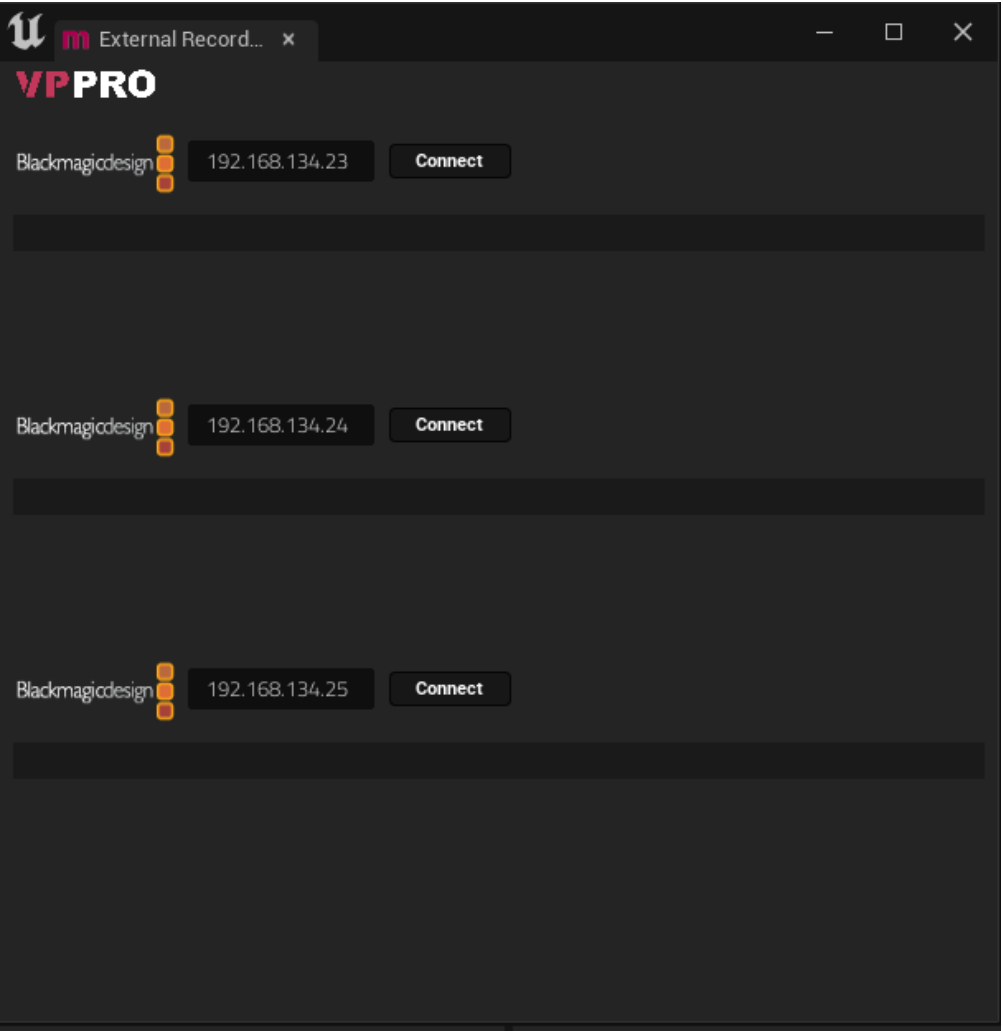 External Record...
VPPRO
Blackmagicdesign 192.168.134.23 Connect
Blackmagicdesign 192.168.134.24 Connect
Blackmagicdesign 192.168.134.25 Connect